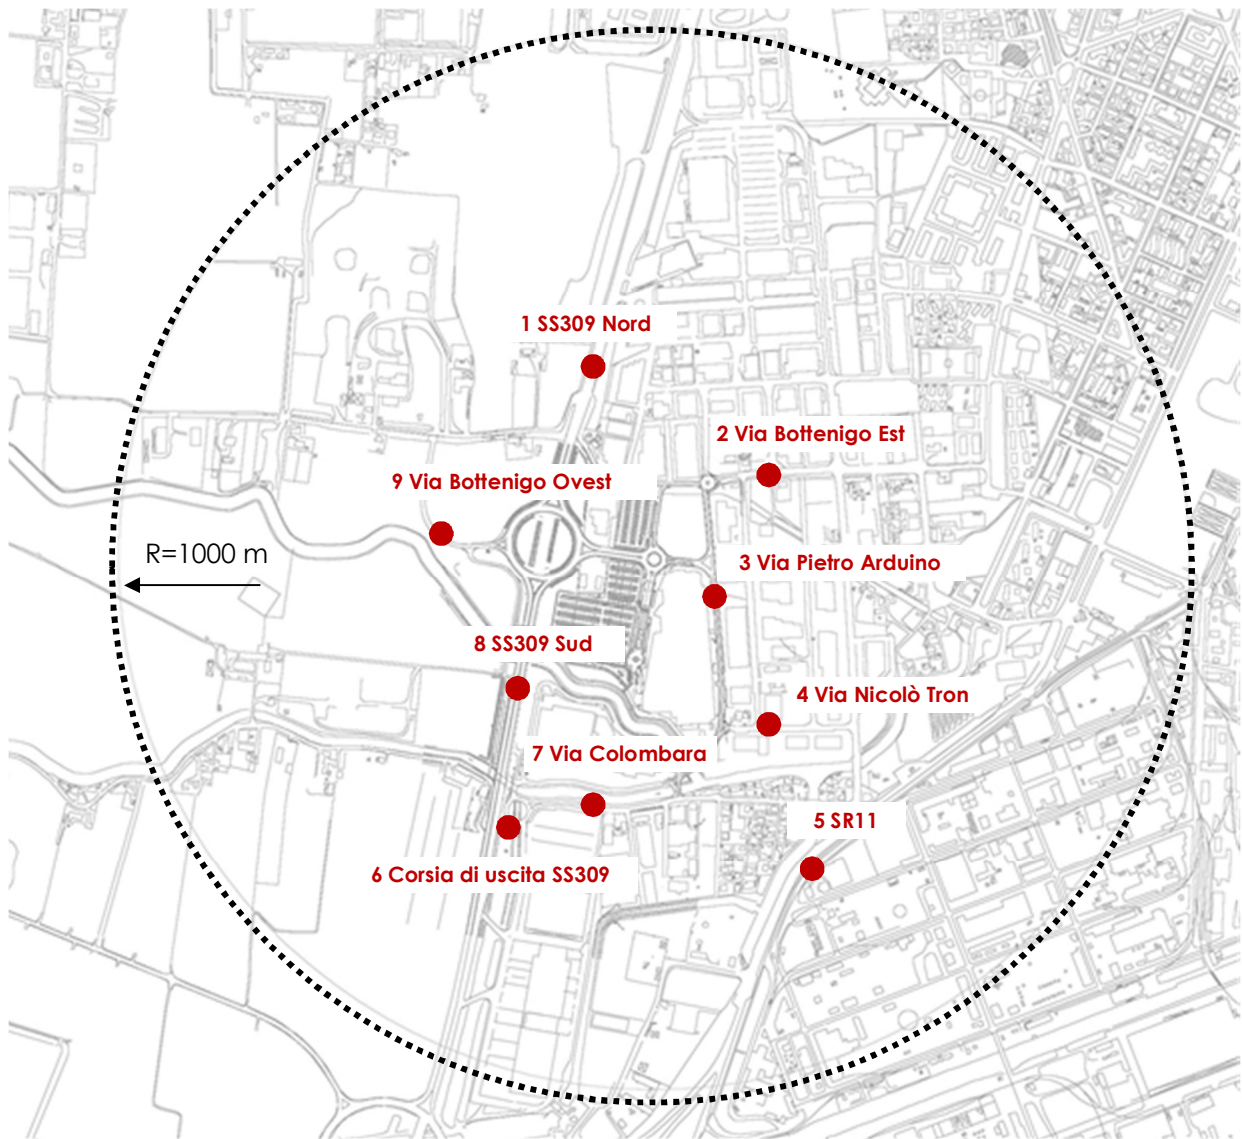 1 SS309 Nord
2 Via Bottenigo Est
9 Via Bottenigo Ovest
R=1000 m
3 Via Pietro Arduino
8 SS309 Sud
4 Via Nicolò Tron
7 Via Colombara
5 SR11
6 Corsia di uscita SS309